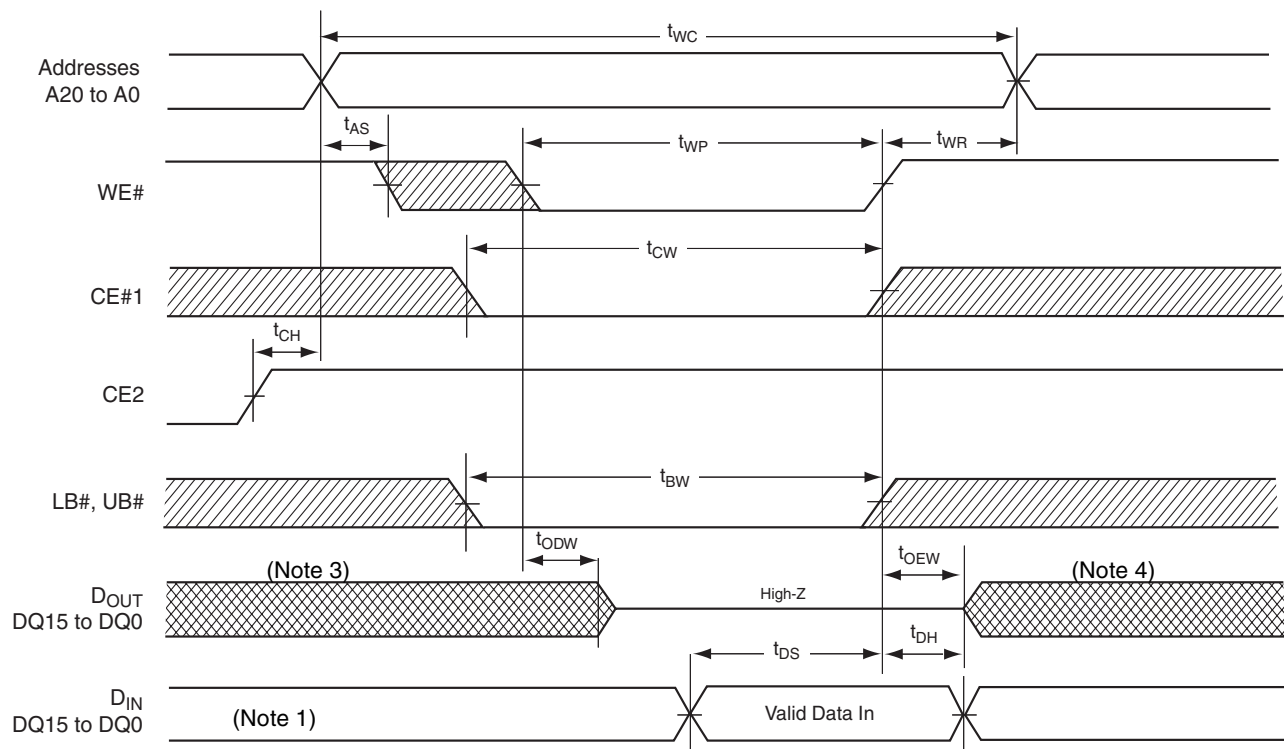 tWC
Addresses
A20 to A0
tAS
tWP
tWR
WE#
tCW
CE#1
tCH
CE2
tBW
LB#, UB#
tODW
tOEW
(Note 3)
(Note 4)
DOUT
DQ15 to DQ0
High-Z
tDS
tDH
DIN
DQ15 to DQ0
(Note 1)
Valid Data In